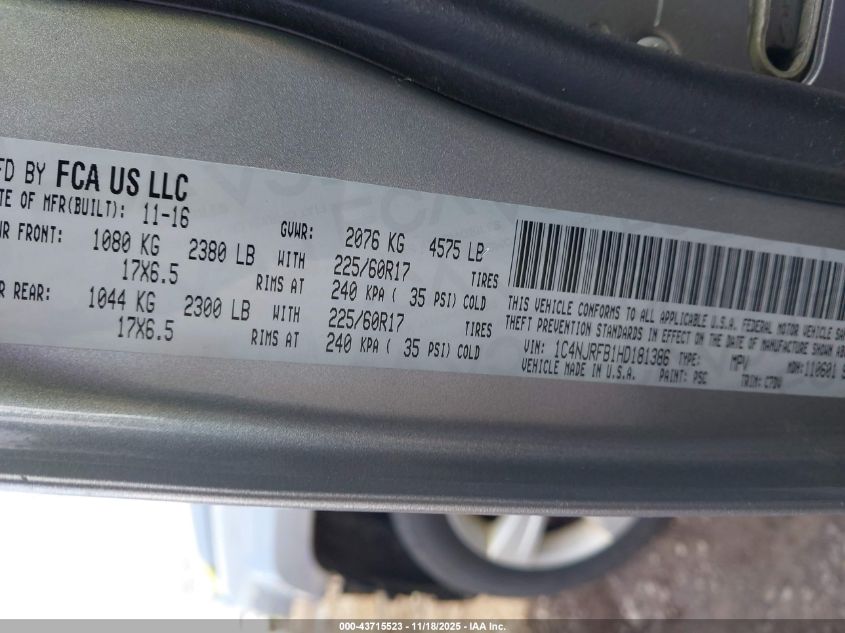 FD BY FCA US LLC
TE OF MFR(BUILT): 11-16
GVWR: 2076 KG 4575 LB
WR FRONT: 1080 KG 2380 LB WITH 225/60R17 TIRES
17X6.5 RIMS AT 240 KPA ( 35 PSI) COLD
R REAR: 1044 KG 2300 LB WITH 225/60R17 TIRES
17X6.5 RIMS AT 240 KPA ( 35 PSI) COLD
THIS VEHICLE CONFORMS TO ALL APPLICABLE U.S.A. FEDERAL MOTOR VEHICLE
THEFT PREVENTION STANDARDS IN EFFECT ON THE DATE OF MANUFACTURE SHOWN
VIN: 1C4NJRFB1HD181386 TYPE: MPV MDH:110601
VEHICLE MADE IN U.S.A. PAINT: PSC TRIM:
000-43715523 - 11/18/2025 - IAA Inc.